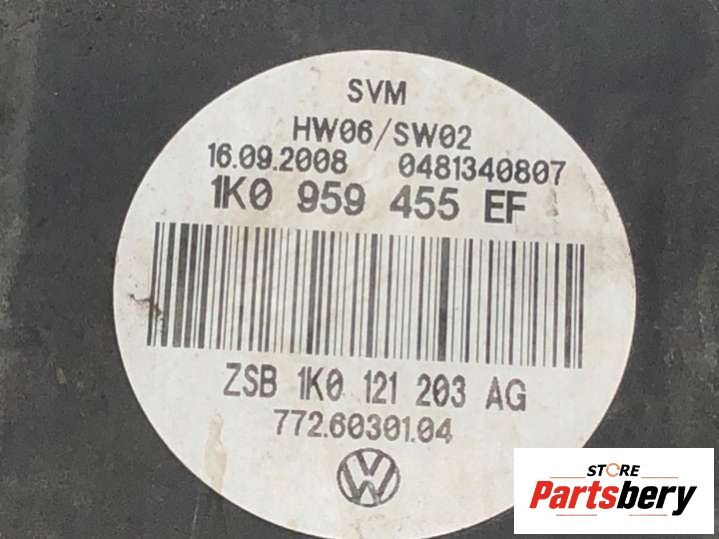 SVM
HW06/SW02
16.09.2008 0481340807
1K0 959 455 EF
ZSB 1K0 121 203 AG
772.60301.04
VW
STORE
Partsbery